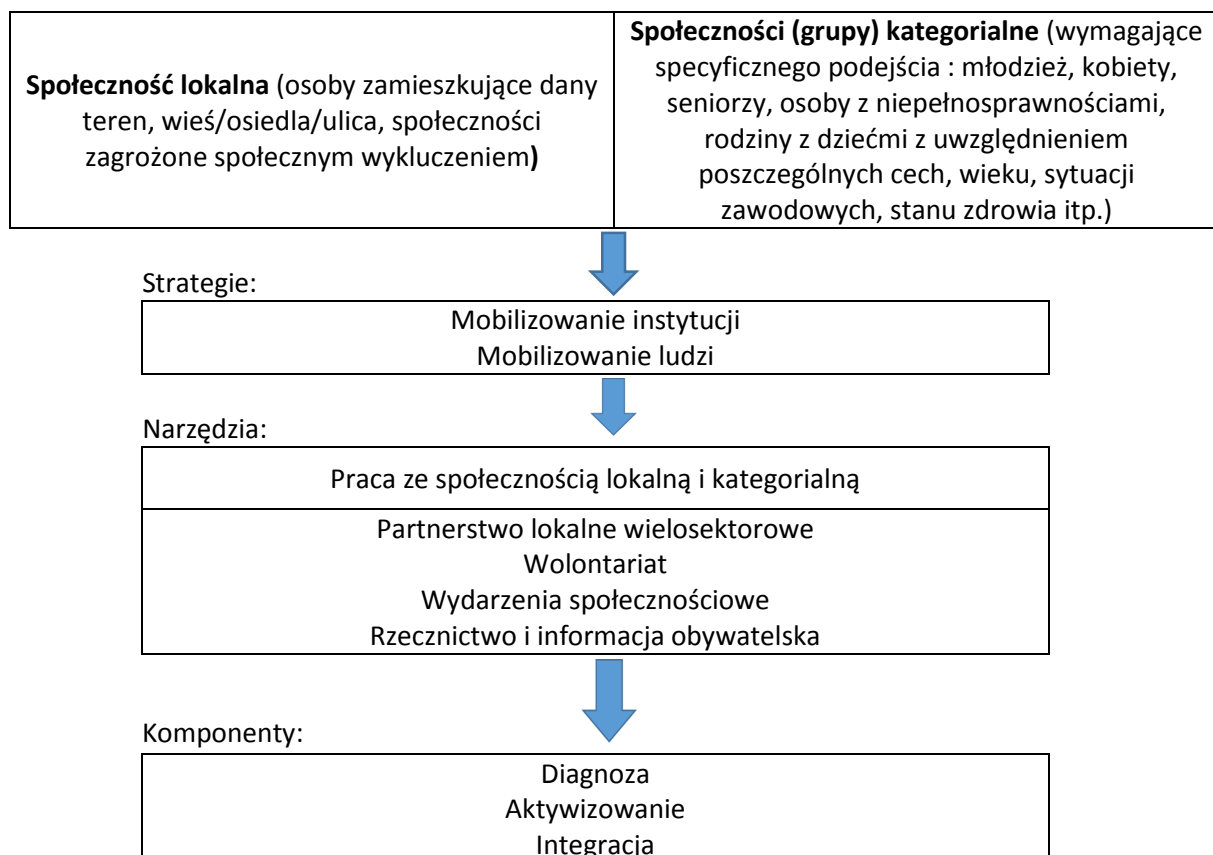 Społeczność lokalna (osoby zamieszkujące dany
teren, wieś/osiedla/ulica, społeczności
zagrożone społecznym wykluczeniem)
Społeczności (grupy) kategorialne (wymagające
specyficznego podejścia : młodzież, kobiety,
seniorzy, osoby z niepełnosprawnościami,
rodziny z dziećmi z uwzględnieniem
poszczególnych cech, wieku, sytuacji
zawodowych, stanu zdrowia itp.)
Strategie:
Mobilizowanie instytucji
Mobilizowanie ludzi
Narzędzia:
Praca ze społecznością lokalną i kategorialną
Partnerstwo lokalne wielosektorowe
Wolontariat
Wydarzenia społecznościowe
Rzecznictwo i informacja obywatelska
Komponenty:
Diagnoza
Aktywizowanie
Integracja